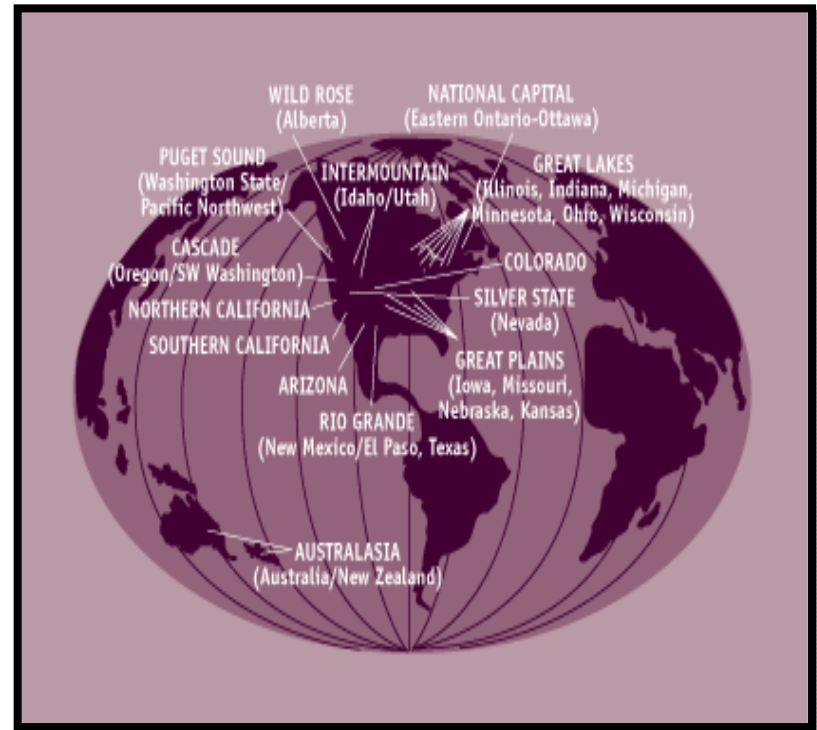 WILD ROSE
(Alberta)
NATIONAL CAPITAL
(Eastern Ontario-Ottawa)
PUGET SOUND
(Washington State/
Pacific Northwest)
INTERMOUNTAIN
(Idaho/Utah)
GREAT LAKES
(Illinois, Indiana, Michigan,
Minnesota, Ohio, Wisconsin)
CASCADE
(Oregon/SW Washington)
COLORADO
NORTHERN CALIFORNIA
SILVER STATE
(Nevada)
SOUTHERN CALIFORNIA
GREAT PLAINS
(Iowa, Missouri,
Nebraska, Kansas)
ARIZONA
RIO GRANDE
(New Mexico/El Paso, Texas)
AUSTRALASIA
(Australia/New Zealand)